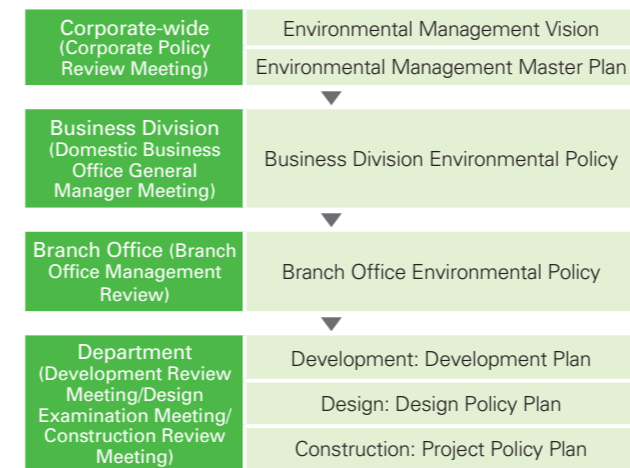 Corporate-wide
(Corporate Policy
Review Meeting)
Environmental Management Vision
Environmental Management Master Plan
Business Division
(Domestic Business
Office General
Manager Meeting)
Business Division Environmental Policy
Branch Office (Branch
Office Management
Review)
Branch Office Environmental Policy
Department
(Development Review
Meeting/Design
Examination Meeting/
Construction Review
Meeting)
Development: Development Plan
Design: Design Policy Plan
Construction: Project Policy Plan